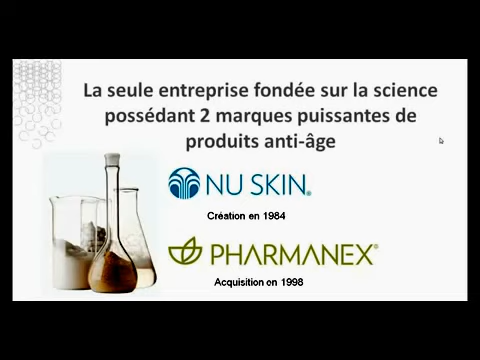 La seule entreprise fondée sur la science
possédant 2 marques puissantes de
produits anti-âge
NU SKIN®
Création en 1984
PHARMANEX®
Acquisition en 1998